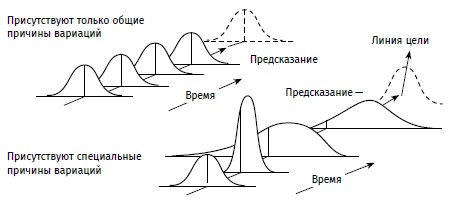 Присутствуют только общие
причины вариаций
Предсказание
Время
Линия цели
Предсказание
Присутствуют специальные
причины вариаций
Время